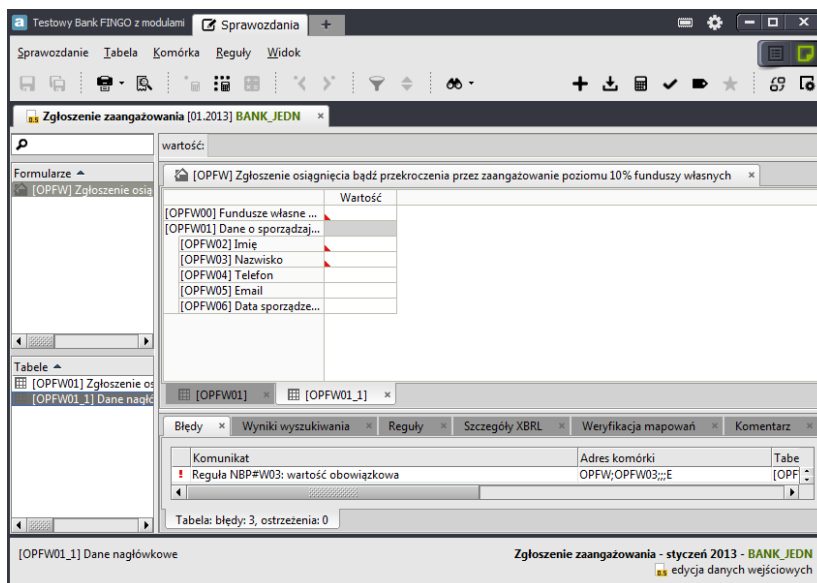 a Testowy Bank FINGO z modulami Sprawozdania +
Sprawozdanie Tabela Komórka Reguły Widok
0.5 Zgłoszenie zaangażowania [01.2013] BANK_JEDN ×
wartość:
Formularze
[OPFW] Zgłoszenie osią
[OPFW] Zgłoszenie osiągnięcia bądź przekroczenia przez zaangażowanie poziomu 10% funduszy własnych ×
Wartość
[OPFW00] Fundusze własne ...
[OPFW01] Dane o sporządzaj...
[OPFW02] Imię
[OPFW03] Nazwisko
[OPFW04] Telefon
[OPFW05] Email
[OPFW06] Data sporządze...
Tabele
[OPFW01] Zgłoszenie os
[OPFW01_1] Dane nagłó
[OPFW01] × [OPFW01_1] ×
Błędy × Wyniki wyszukiwania × Reguły × Szczegóły XBRL × Weryfikacja mapowań × Komentarz ×
Komunikat Adres komórki Tabe
! Reguła NBP#W03: wartość obowiązkowa OPFW;OPFW03;;;E [OPF
Tabela: błędy: 3, ostrzeżenia: 0
[OPFW01_1] Dane nagłówkowe
Zgłoszenie zaangażowania - styczeń 2013 - BANK_JEDN
0.5 edycja danych wejściowych